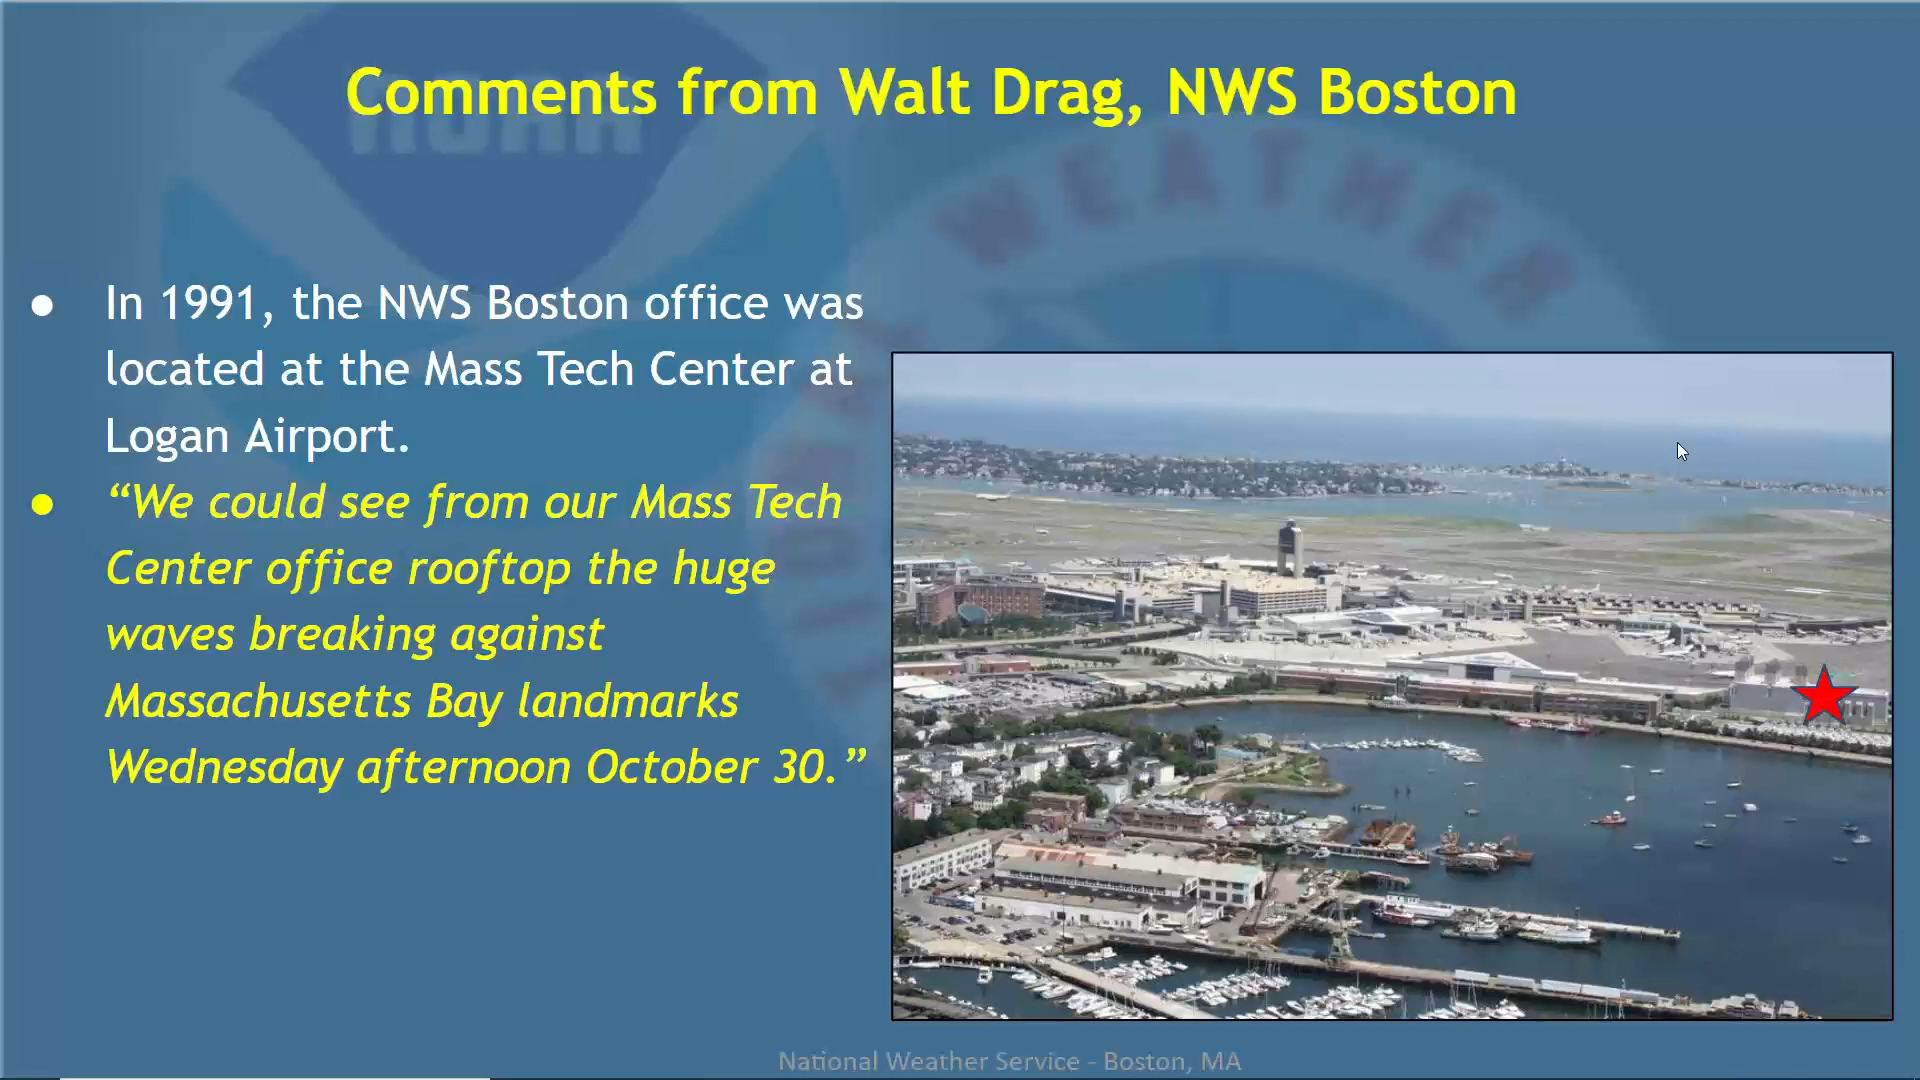 Comments from Walt Drag, NWS Boston
● In 1991, the NWS Boston office was
located at the Mass Tech Center at
Logan Airport.
● “We could see from our Mass Tech
Center office rooftop the huge
waves breaking against
Massachusetts Bay landmarks
Wednesday afternoon October 30.”
NOAA
WEATHER
National Weather Service - Boston, MA